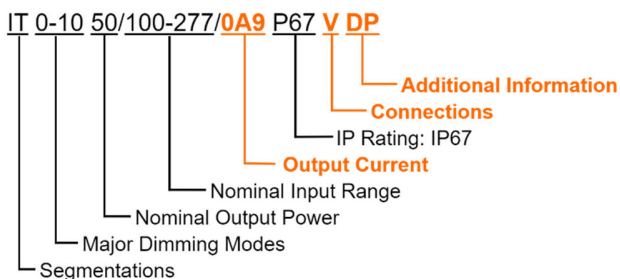 IT 0-10 50/100-277/0A9 P67 V DP
Additional Information
Connections
IP Rating: IP67
Output Current
Nominal Input Range
Nominal Output Power
Major Dimming Modes
Segmentations